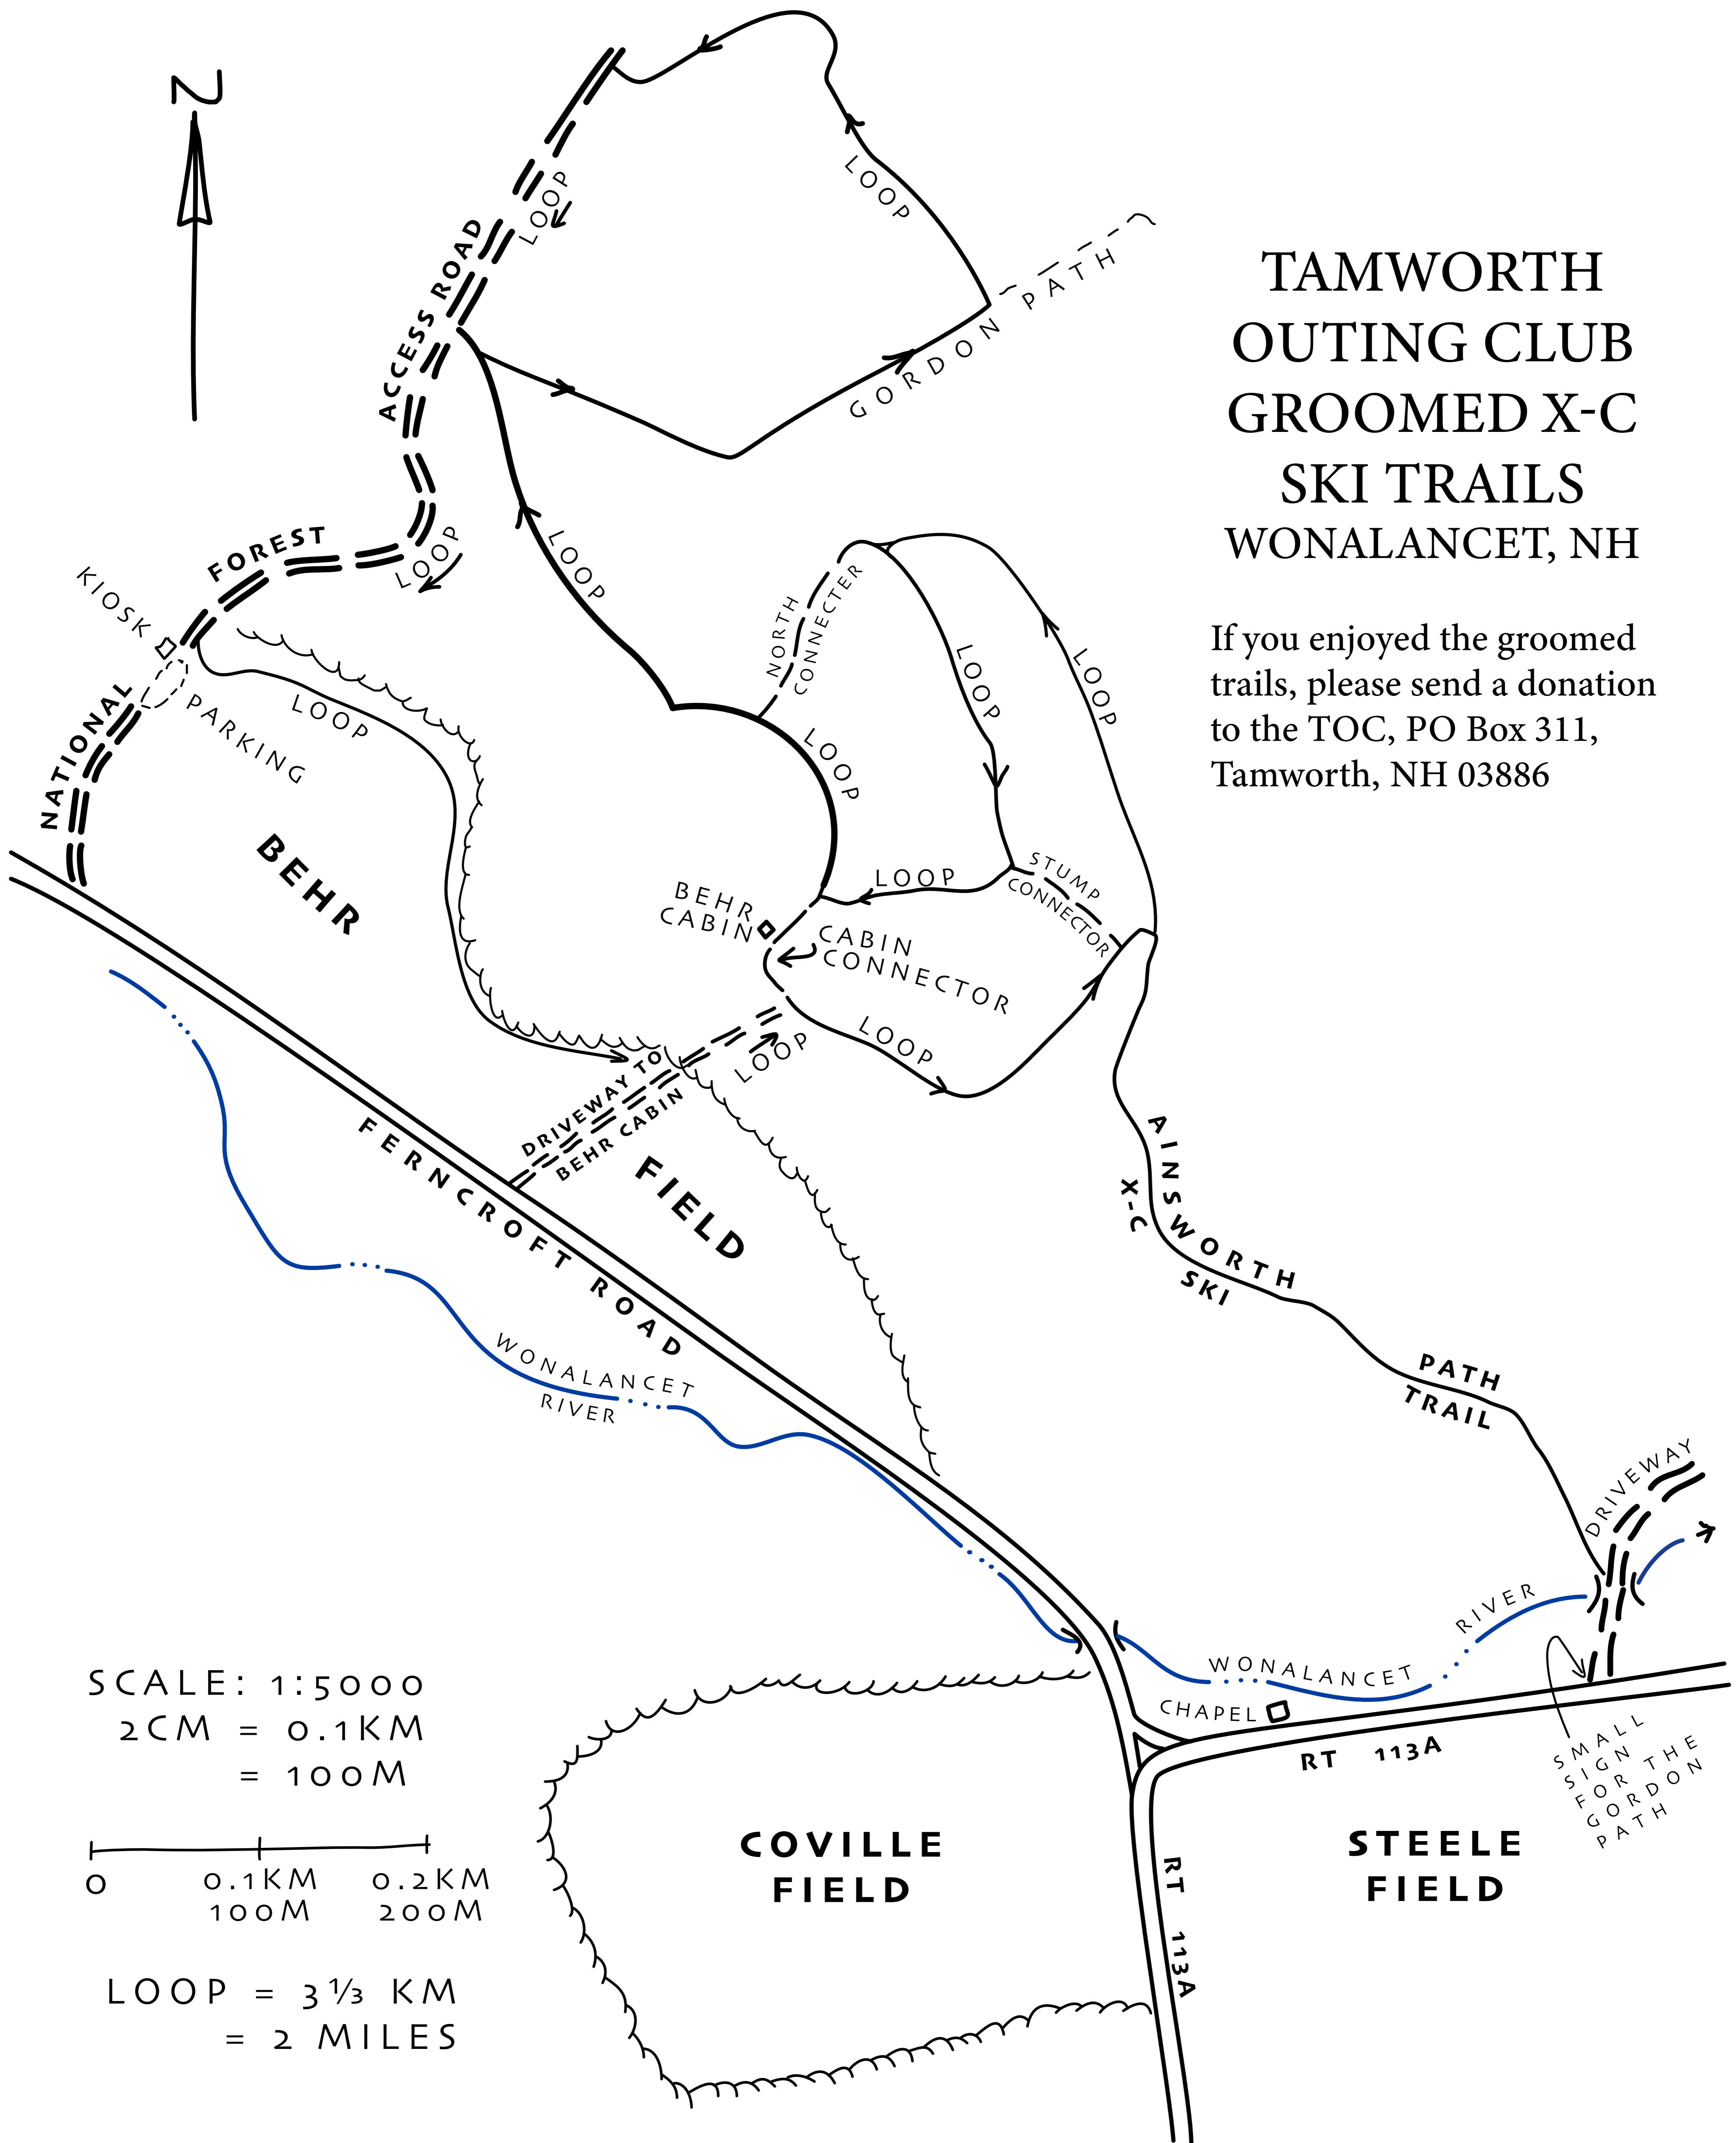 N
TAMWORTH
OUTING CLUB
GROOMED X-C
SKI TRAILS
WONALANCET, NH
If you enjoyed the groomed
trails, please send a donation
to the TOC, PO Box 311,
Tamworth, NH 03886
LOOP
LOOP
GORDON PATH
NATIONAL FOREST ACCESS ROAD
LOOP
LOOP
KIOSK
PARKING
LOOP
NORTH
CONNECTER
LOOP
LOOP
LOOP
LOOP
STUMP
CONNECTOR
BEHR
CABIN
CABIN
CONNECTOR
LOOP
LOOP
DRIVEWAY TO
BEHR CABIN
BEHR FIELD
FERNCROFT ROAD
WONALANCET
RIVER
AINSWORTH PATH
X-C SKI TRAIL
DRIVEWAY
WONALANCET RIVER
CHAPEL
RT 113A
SMALL
SIGN
FOR THE
GORDON
PATH
RT 113A
COVILLE
FIELD
STEELE
FIELD
SCALE: 1:5000
2CM = 0.1KM
= 100M
0 0.1KM 0.2KM
100M 200M
LOOP = 3⅓ KM
= 2 MILES